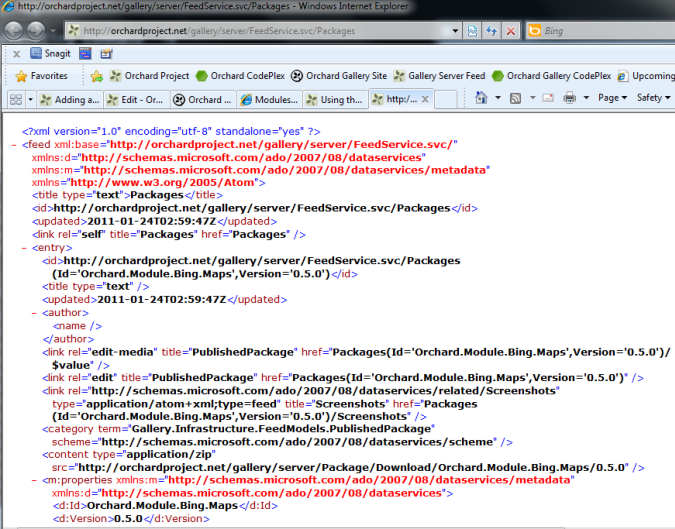 http://orchardproject.net/gallery/server/FeedService.svc/Packages - Windows Internet Explorer
http://orchardproject.net/gallery/server/FeedService.svc/Packages
Bing
x Snagit
Favorites Orchard Project Orchard CodePlex Orchard Gallery Site Gallery Server Feed Orchard Gallery CodePlex Upcoming
Adding a... Edit - Or... Orchard ... Modules... Using th... http:/... x Page Safety
<?xml version="1.0" encoding="utf-8" standalone="yes" ?>
- <feed xml:base="http://orchardproject.net/gallery/server/FeedService.svc/"
xmlns:d="http://schemas.microsoft.com/ado/2007/08/dataservices"
xmlns:m="http://schemas.microsoft.com/ado/2007/08/dataservices/metadata"
xmlns="http://www.w3.org/2005/Atom">
<title type="text">Packages</title>
<id>http://orchardproject.net/gallery/server/FeedService.svc/Packages</id>
<updated>2011-01-24T02:59:47Z</updated>
<link rel="self" title="Packages" href="Packages" />
- <entry>
<id>http://orchardproject.net/gallery/server/FeedService.svc/Packages
(Id='Orchard.Module.Bing.Maps',Version='0.5.0')</id>
<title type="text" />
<updated>2011-01-24T02:59:47Z</updated>
- <author>
<name />
</author>
<link rel="edit-media" title="PublishedPackage" href="Packages(Id='Orchard.Module.Bing.Maps',Version='0.5.0')/
$value" />
<link rel="edit" title="PublishedPackage" href="Packages(Id='Orchard.Module.Bing.Maps',Version='0.5.0')" />
<link rel="http://schemas.microsoft.com/ado/2007/08/dataservices/related/Screenshots"
type="application/atom+xml;type=feed" title="Screenshots" href="Packages
(Id='Orchard.Module.Bing.Maps',Version='0.5.0')/Screenshots" />
<category term="Gallery.Infrastructure.FeedModels.PublishedPackage"
scheme="http://schemas.microsoft.com/ado/2007/08/dataservices/scheme" />
<content type="application/zip"
src="http://orchardproject.net/gallery/server/Package/Download/Orchard.Module.Bing.Maps/0.5.0" />
- <m:properties xmlns:m="http://schemas.microsoft.com/ado/2007/08/dataservices/metadata"
xmlns:d="http://schemas.microsoft.com/ado/2007/08/dataservices">
<d:Id>Orchard.Module.Bing.Maps</d:Id>
<d:Version>0.5.0</d:Version>